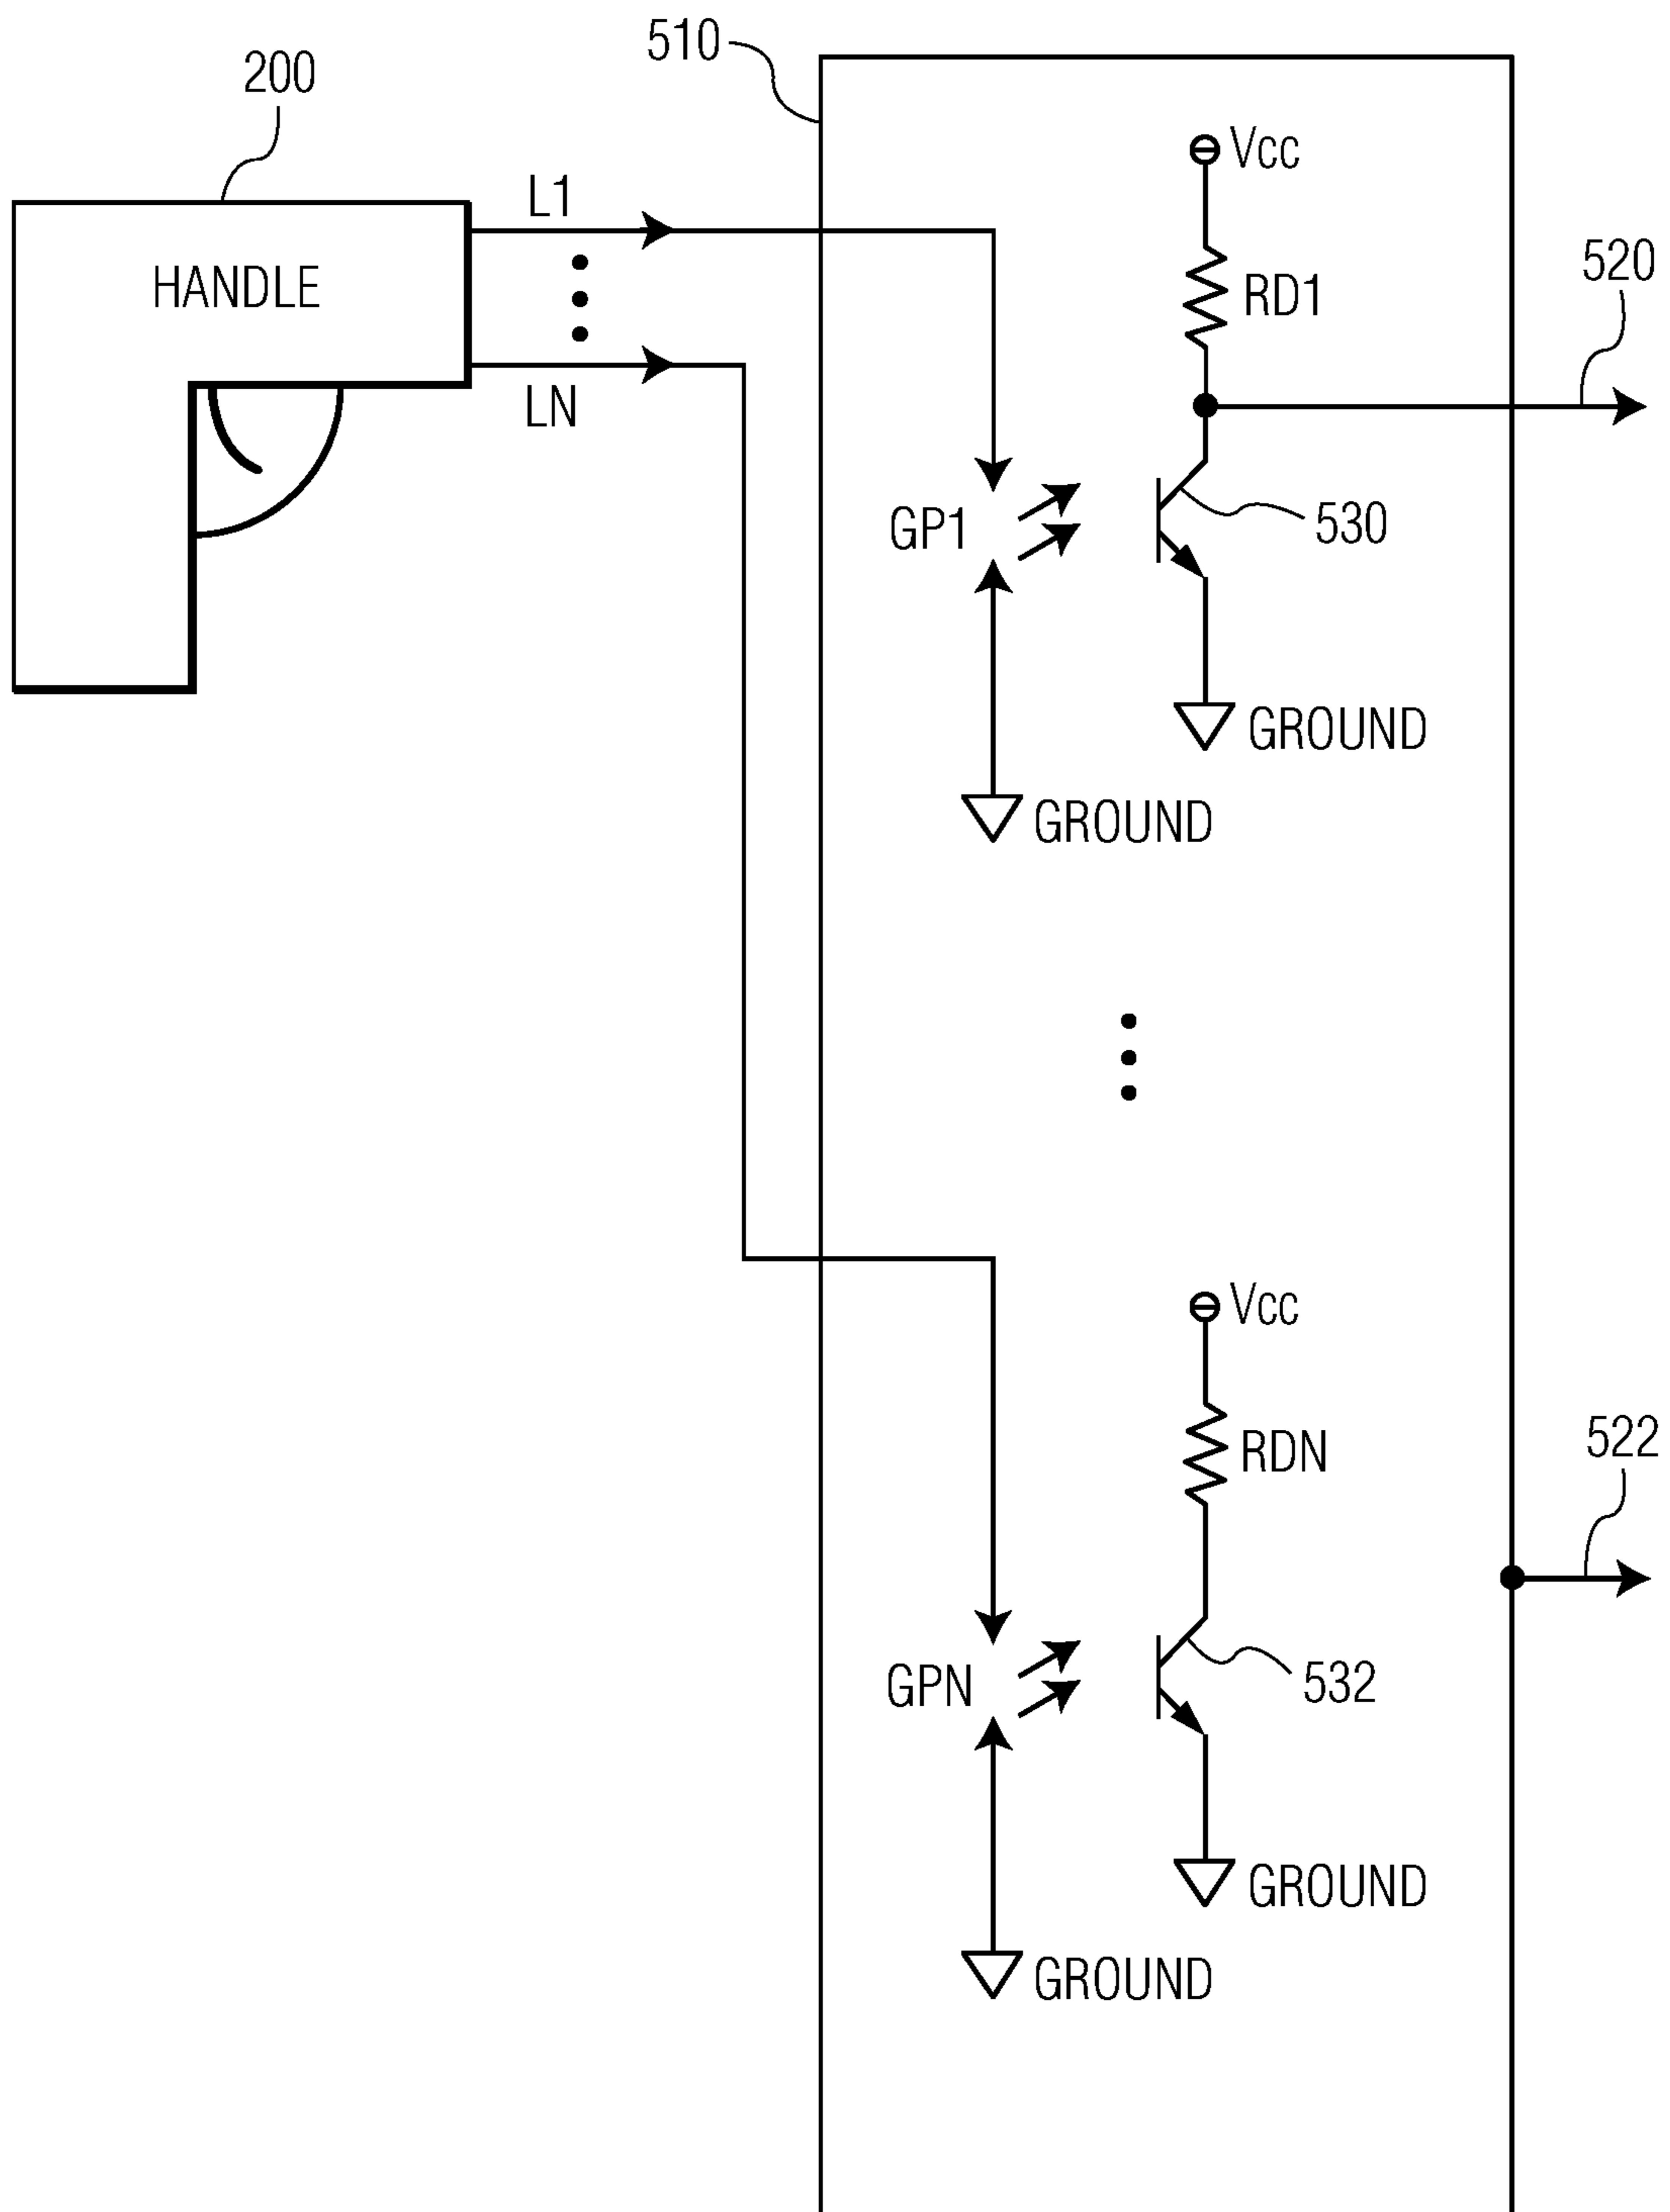 510
200
Vcc
L1
520
HANDLE
RD1
LN
GP1
530
GROUND
GROUND
Vcc
522
RDN
GPN
532
GROUND
GROUND